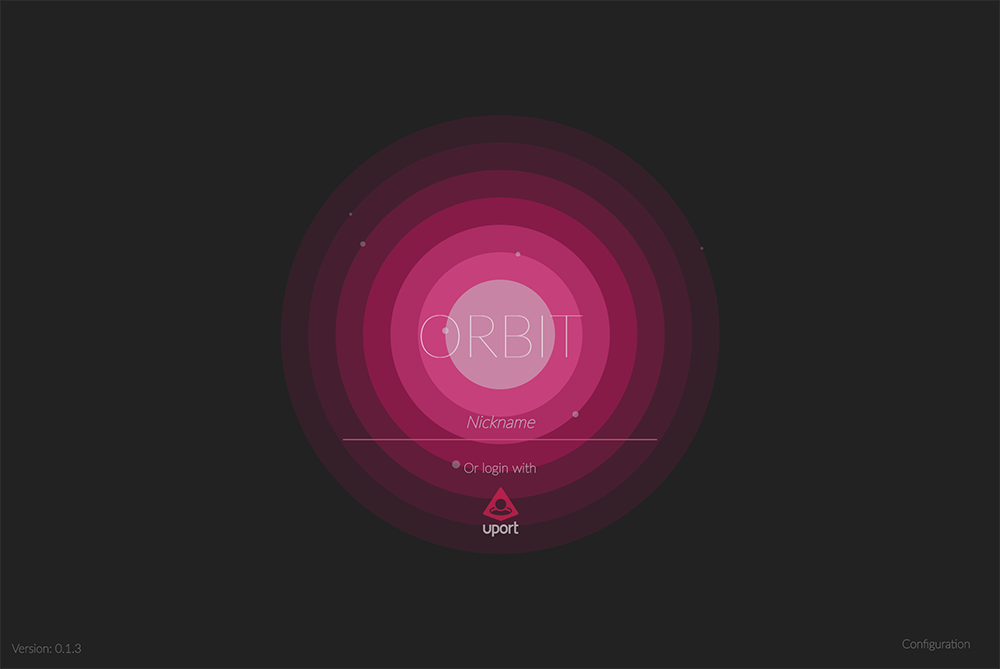 ORBIT
Nickname
Or login with
uport
Version: 0.1.3
Configuration